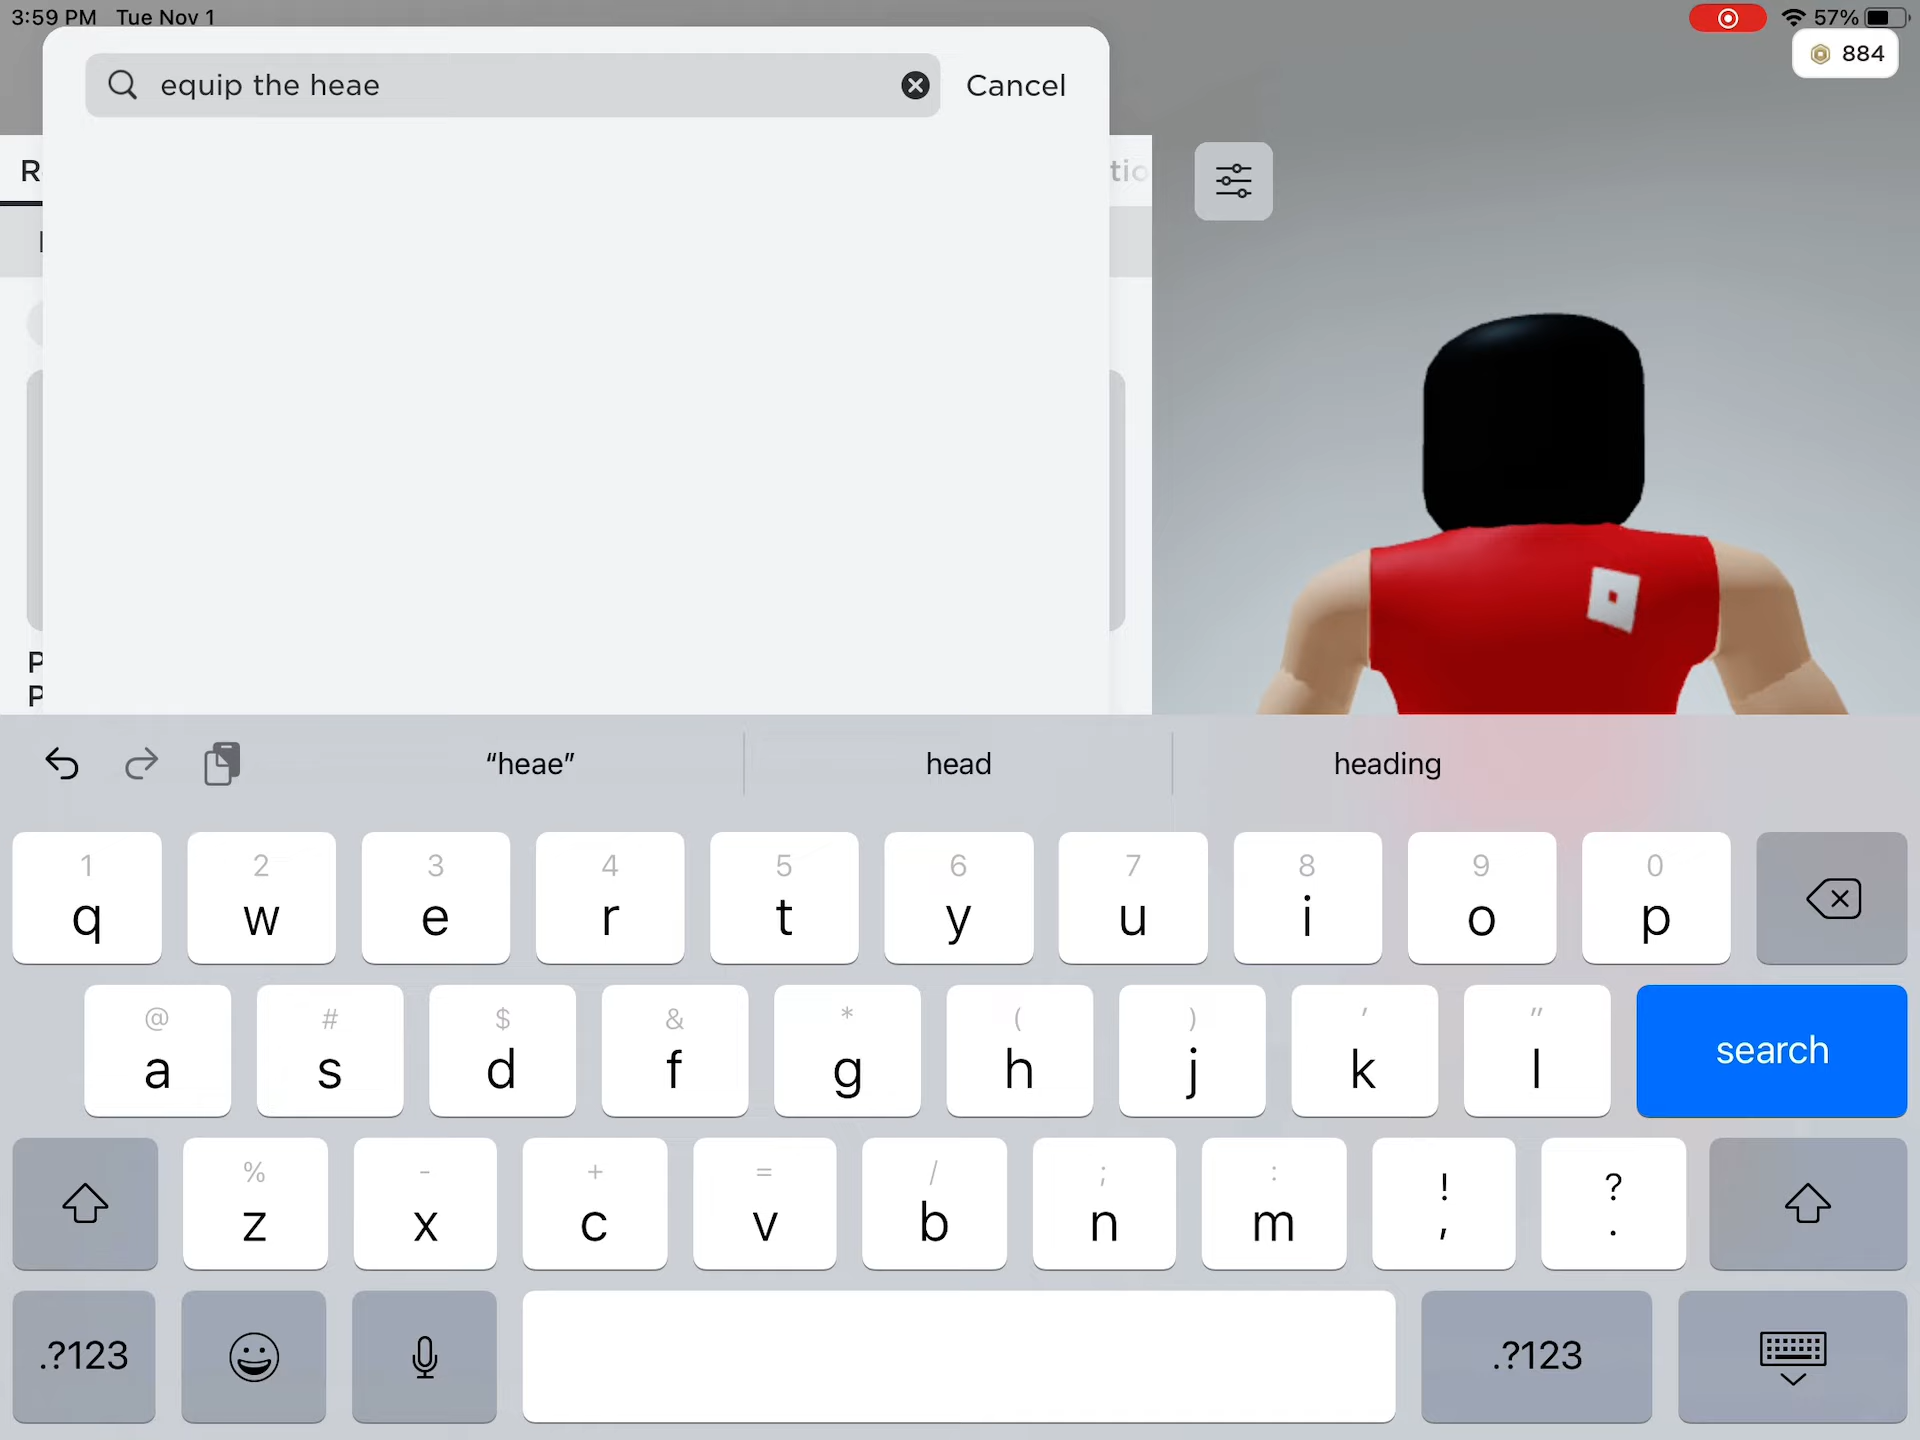 3:59 PM Tue Nov 1
57%
884
equip the heae
Cancel
R
tio
P
P
“heae”
head
heading
1 2 3 4 5 6 7 8 9 0
q w e r t y u i o p
@ # $ & * ( ) ' "
a s d f g h j k l
search
% - + = / ; : ! ?
z x c v b n m , .
.?123
.?123